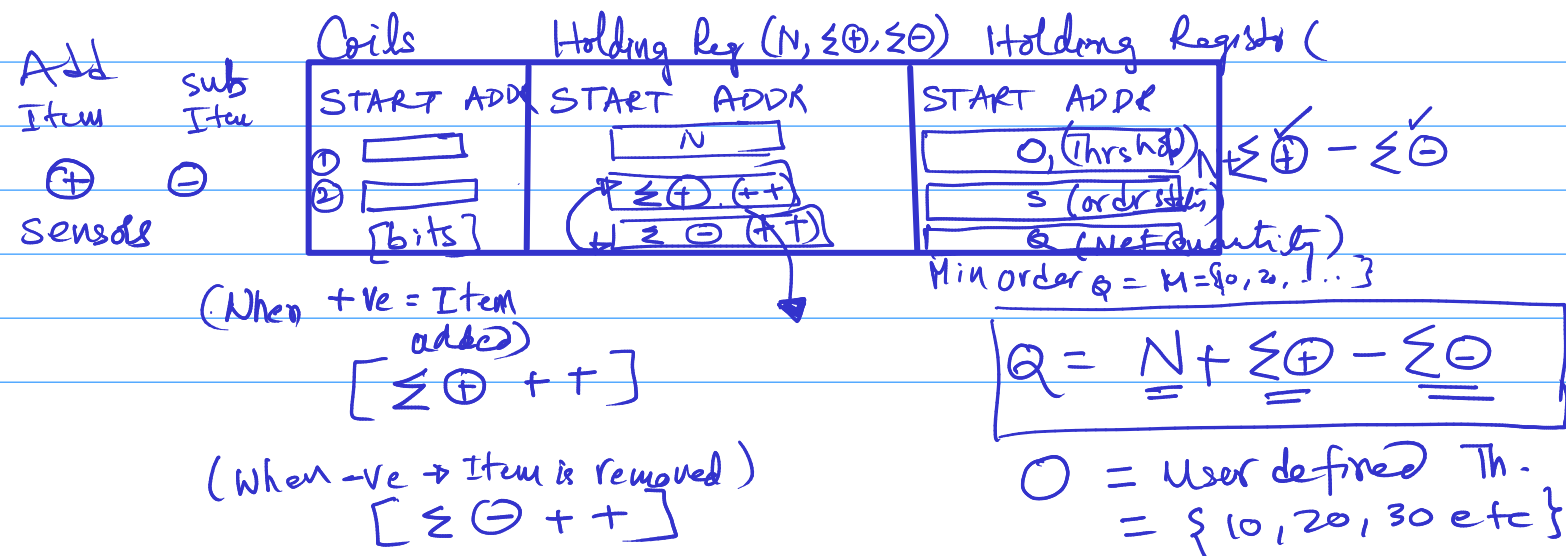 Coils Holding Reg (N, Σ⊕, Σ⊖) Holding Registr (
Add
Item
sub
Item
⊕ ⊖
Sensors
START ADDR
①
②
[bits]
START ADDR
N
Σ⊕ (++)
Σ ⊖ (++)
START ADDR
O, (Thrshold) N+Σ⊕ - Σ⊖
S (ordr
Q (Net Quantity)
Min order Q = M={10, 20, ...}
(When +ve = Item
added)
[Σ⊕ ++]
(When -ve → Item is removed)
[Σ⊖ ++]
Q = N + Σ⊕ - Σ⊖
O = User defined Th.
= {10, 20, 30 etc}